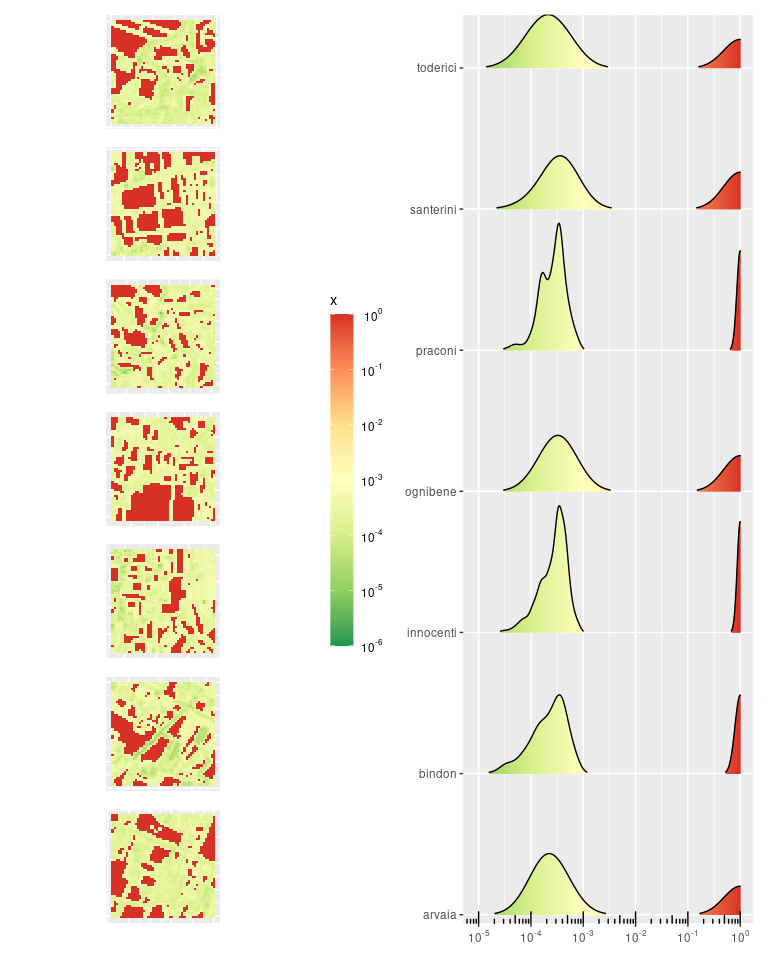 toderici
santerini
praconi
ognibene
innocenti
bindon
arvaia
x
10^0
10^-1
10^-2
10^-3
10^-4
10^-5
10^-6
10^-5 10^-4 10^-3 10^-2 10^-1 10^0